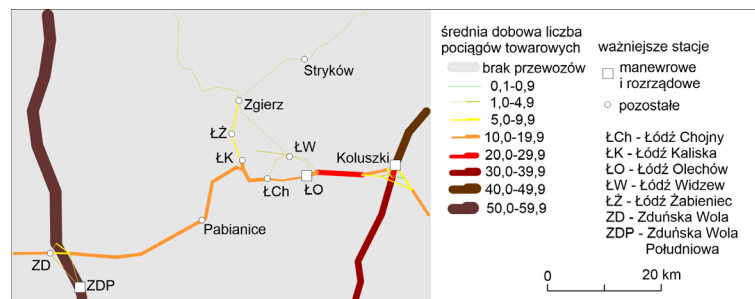 Stryków
Zgierz
ŁŻ
ŁW
ŁK
Koluszki
ŁCh
ŁO
Pabianice
ZD
ZDP
średnia dobowa liczba
pociągów towarowych
brak przewozów
0,1-0,9
1,0-4,9
5,0-9,9
10,0-19,9
20,0-29,9
30,0-39,9
40,0-49,9
50,0-59,9
ważniejsze stacje
manewrowe
i rozrządowe
pozostałe
ŁCh - Łódź Chojny
ŁK - Łódź Kaliska
ŁO - Łódź Olechów
ŁW - Łódź Widzew
ŁŻ - Łódź Żabieniec
ZD - Zduńska Wola
ZDP - Zduńska Wola
Południowa
0 20 km